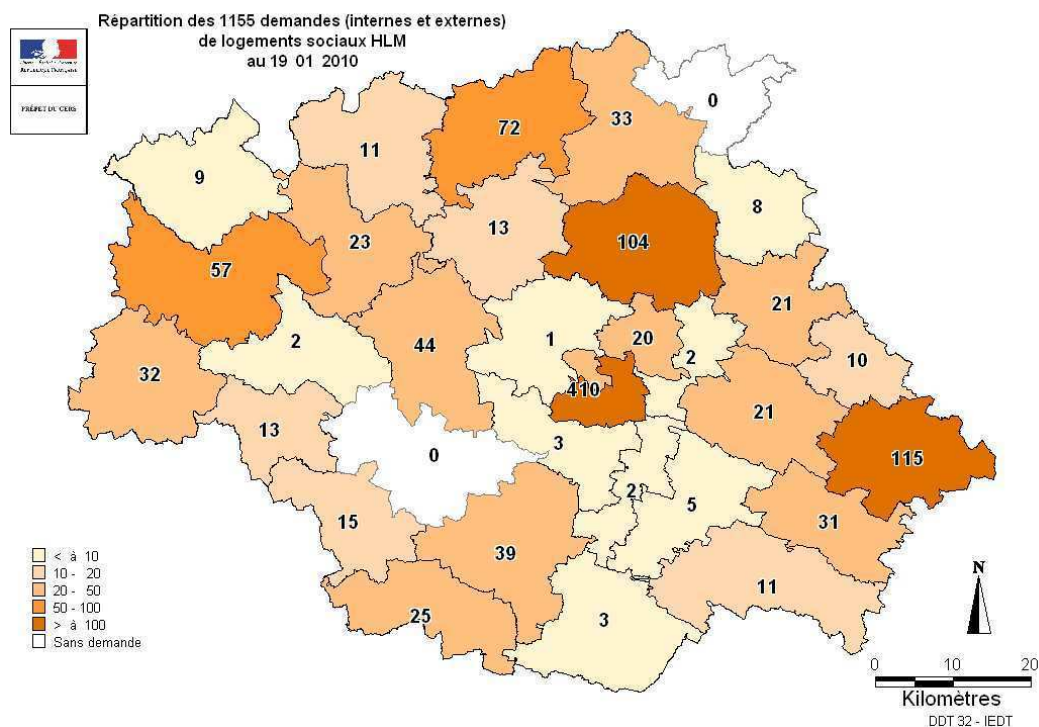 Répartition des 1155 demandes (internes et externes)
de logements sociaux HLM
au 19 01 2010
PRÉFET DU GERS
0
33
72
11
9
8
13
104
23
57
21
1
20
2
2
44
10
32
410
21
13
3
0
115
2
5
15
31
39
11
25
3
< à 10
10 - 20
20 - 50
50 - 100
> à 100
Sans demande
N
0 10 20
Kilomètres
DDT 32 - IEDT